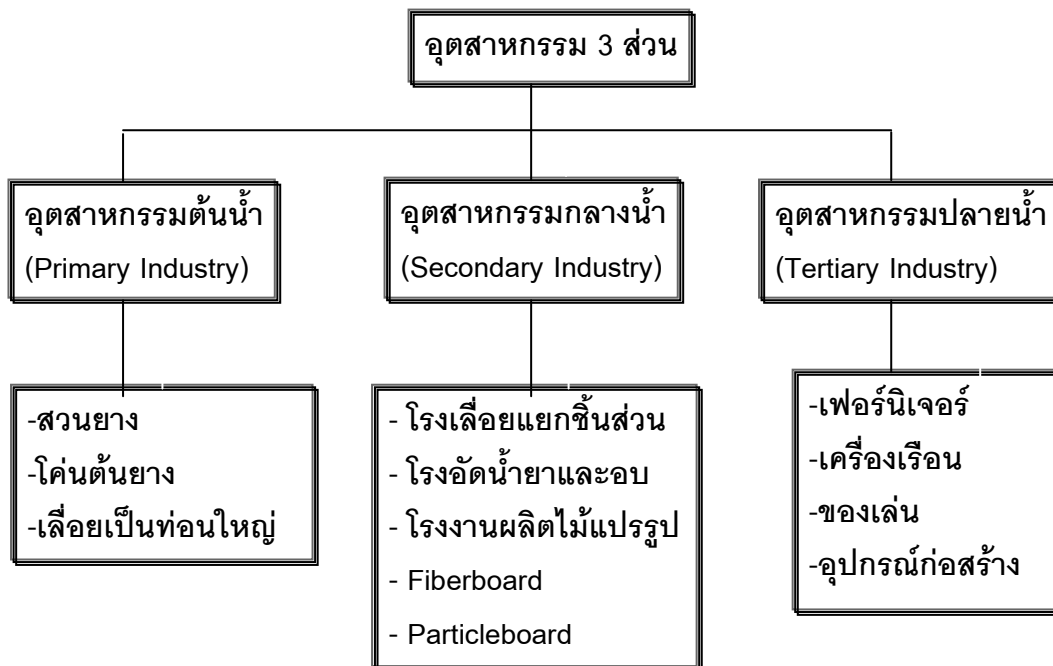 อุตสาหกรรม 3 ส่วน
อุตสาหกรรมต้นน้ำ
(Primary Industry)
อุตสาหกรรมกลางน้ำ
(Secondary Industry)
อุตสาหกรรมปลายน้ำ
(Tertiary Industry)
-สวนยาง
-โค่นต้นยาง
-เลื่อยเป็นท่อนใหญ่
- โรงเลื่อยแยกชิ้นส่วน
- โรงอัดน้ำยาและอบ
- โรงงานผลิตไม้แปรรูป
- Fiberboard
- Particleboard
-เฟอร์นิเจอร์
-เครื่องเรือน
-ของเล่น
-อุปกรณ์ก่อสร้าง